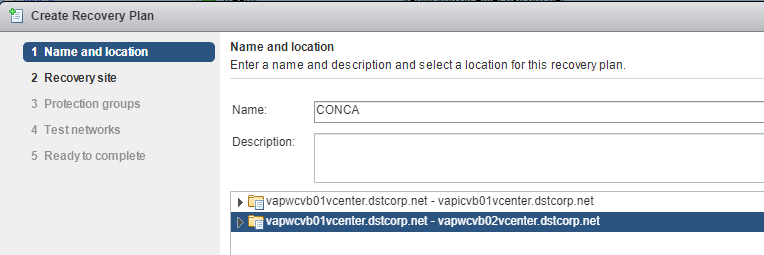 Create Recovery Plan
1 Name and location
2 Recovery site
3 Protection groups
4 Test networks
5 Ready to complete
Name and location
Enter a name and description and select a location for this recovery plan.
Name: CONCA
Description:
vapwcvb01vcenter.dstcorp.net - vapicvb01vcenter.dstcorp.net
vapwcvb01vcenter.dstcorp.net - vapwcvb02vcenter.dstcorp.net